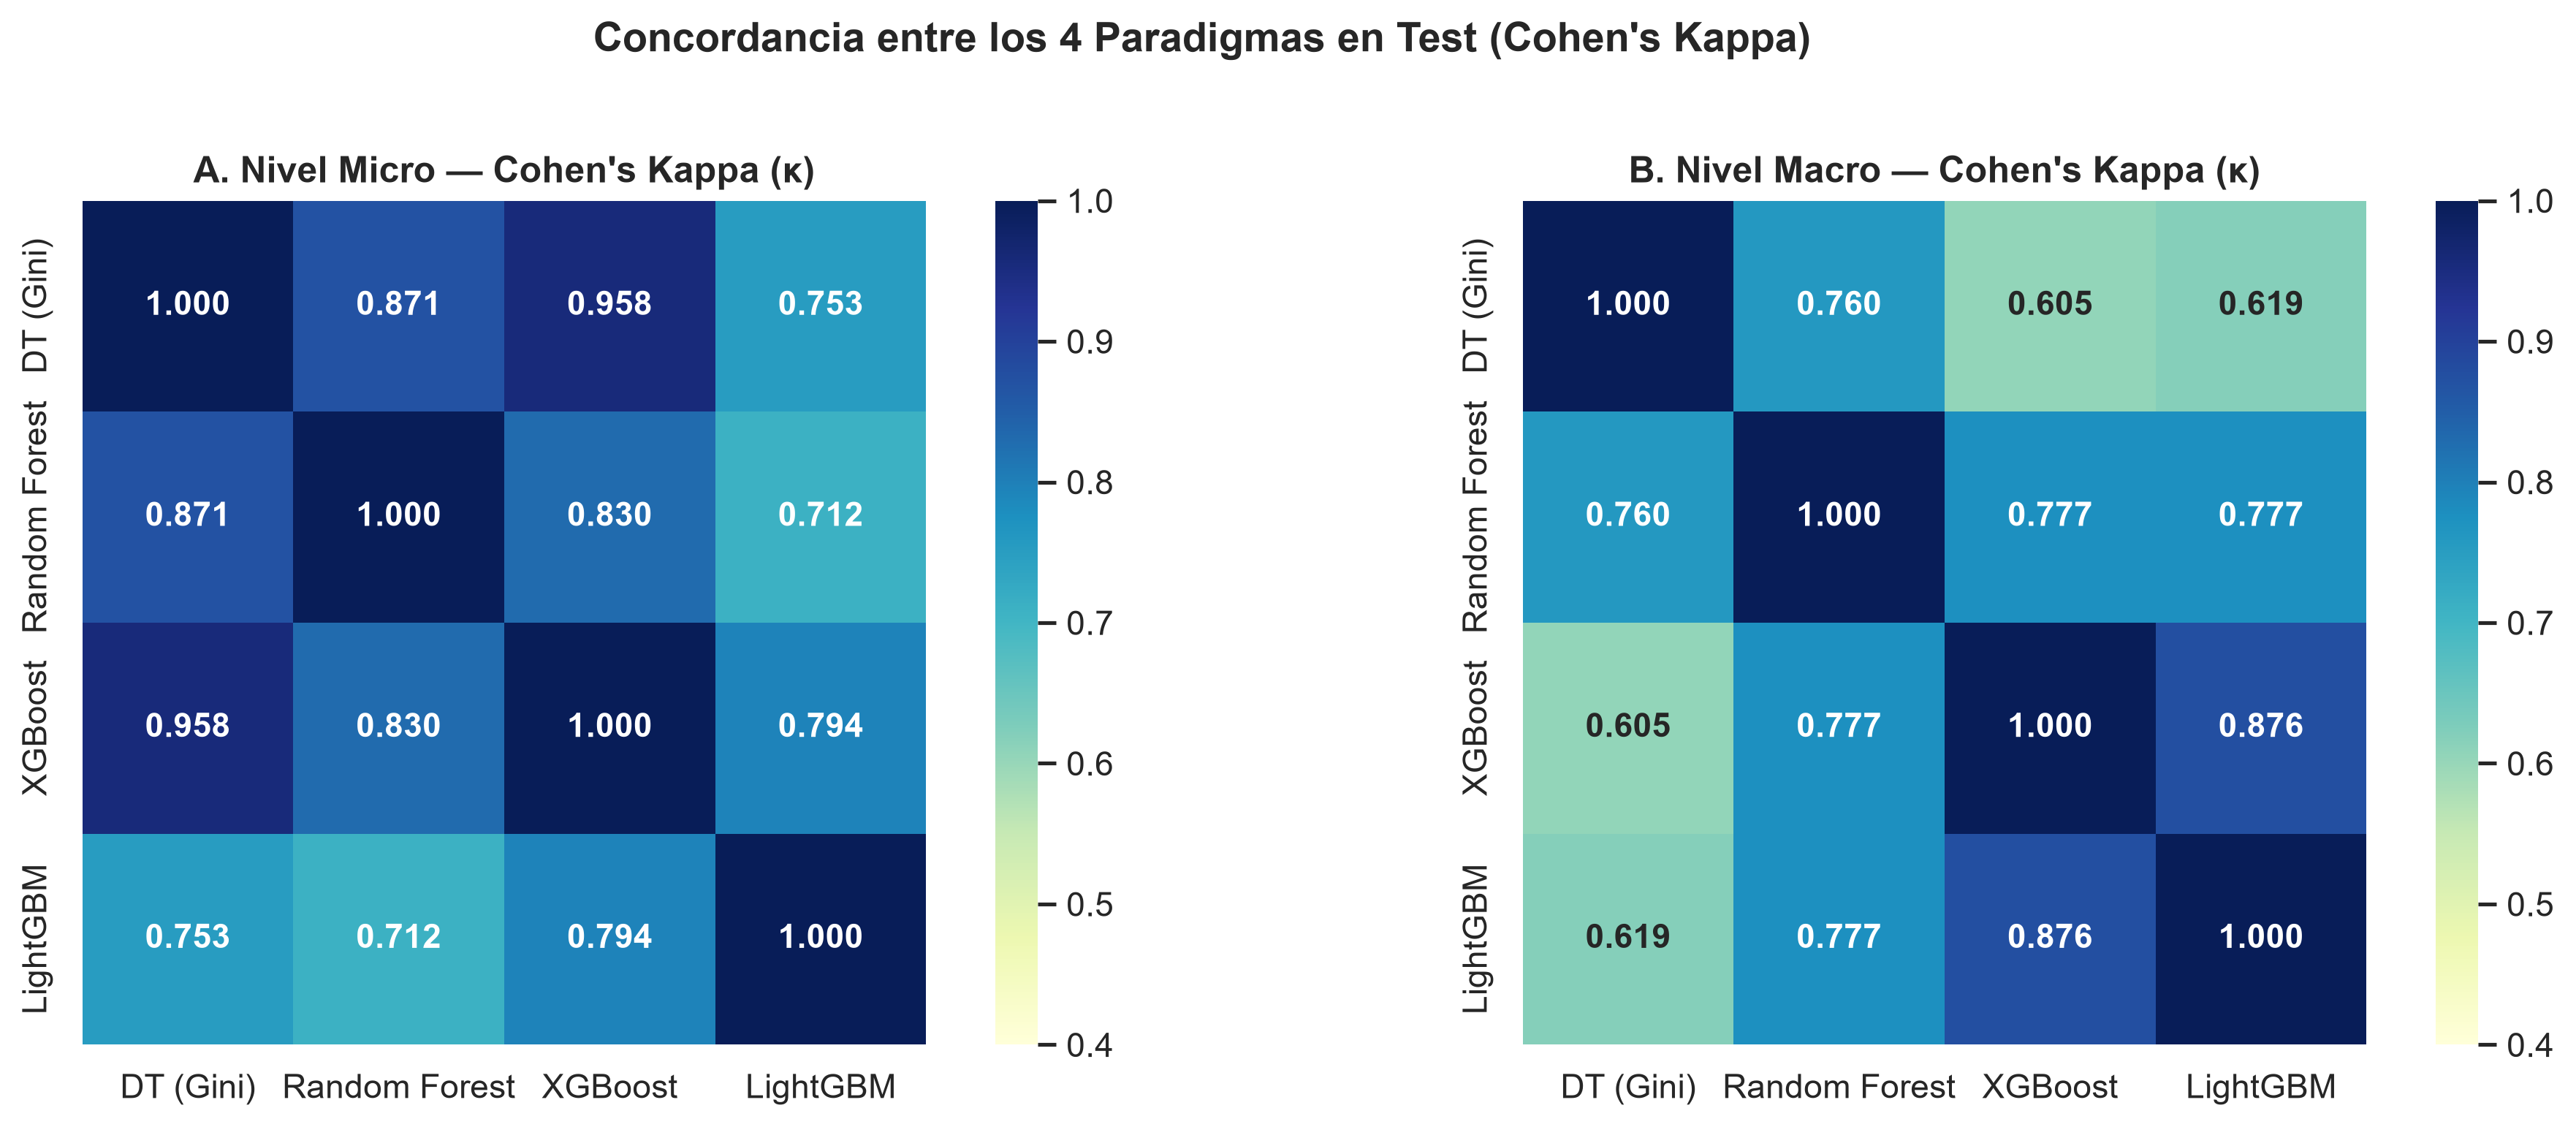 Concordancia entre los 4 Paradigmas en Test (Cohen's Kappa)
A. Nivel Micro — Cohen's Kappa (κ)
DT (Gini)
1.000 0.871 0.958 0.753
Random Forest
0.871 1.000 0.830 0.712
XGBoost
0.958 0.830 1.000 0.794
LightGBM
0.753 0.712 0.794 1.000
DT (Gini) Random Forest XGBoost LightGBM
1.0
0.9
0.8
0.7
0.6
0.5
0.4
B. Nivel Macro — Cohen's Kappa (κ)
DT (Gini)
1.000 0.760 0.605 0.619
Random Forest
0.760 1.000 0.777 0.777
XGBoost
0.605 0.777 1.000 0.876
LightGBM
0.619 0.777 0.876 1.000
DT (Gini) Random Forest XGBoost LightGBM
1.0
0.9
0.8
0.7
0.6
0.5
0.4